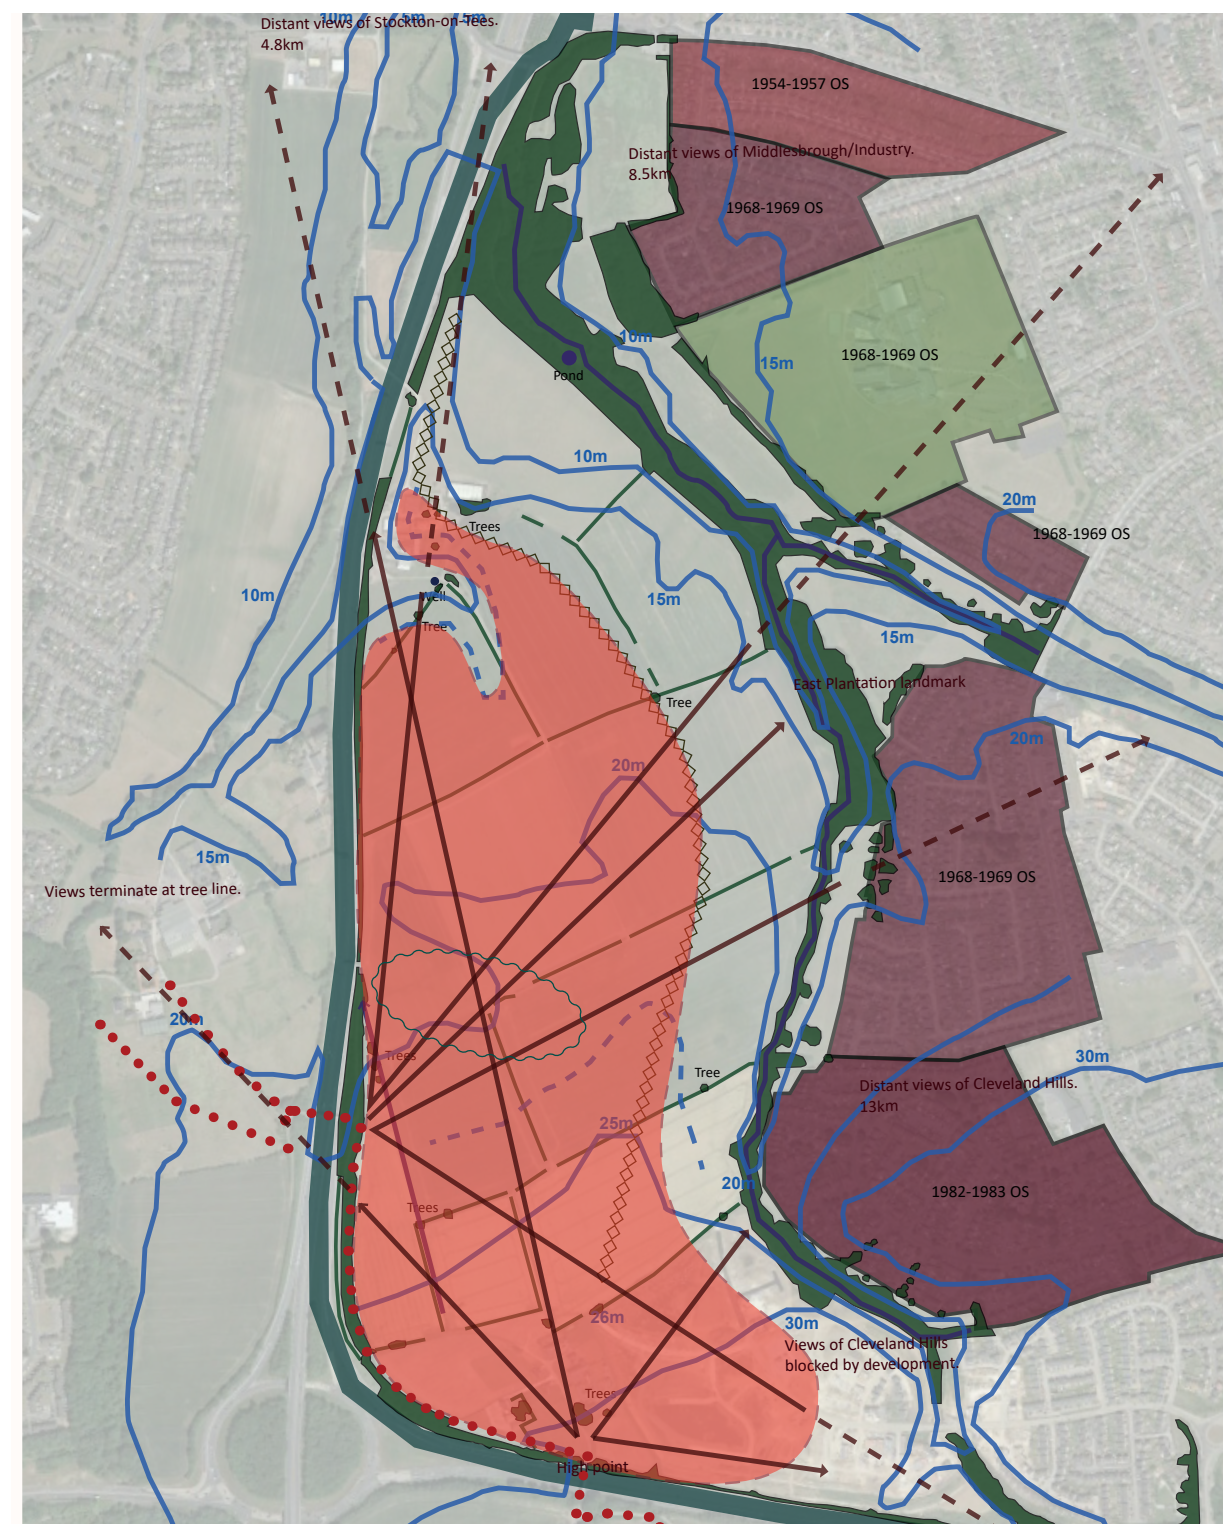 10m
5m
5m
Distant views of Stockton-on-Tees.
4.8km
1954-1957 OS
Distant views of Middlesbrough/Industry.
8.5km
1968-1969 OS
10m
15m
1968-1969 OS
Pond
10m
20m
Trees
1968-1969 OS
10m
Well
15m
Tree
15m
East Plantation landmark
Tree
20m
20m
15m
1968-1969 OS
Views terminate at tree line.
20m
Trees
30m
Tree
Distant views of Cleveland Hills.
13km
25m
20m
1982-1983 OS
Trees
26m
30m
Views of Cleveland Hills
blocked by development.
Trees
High point